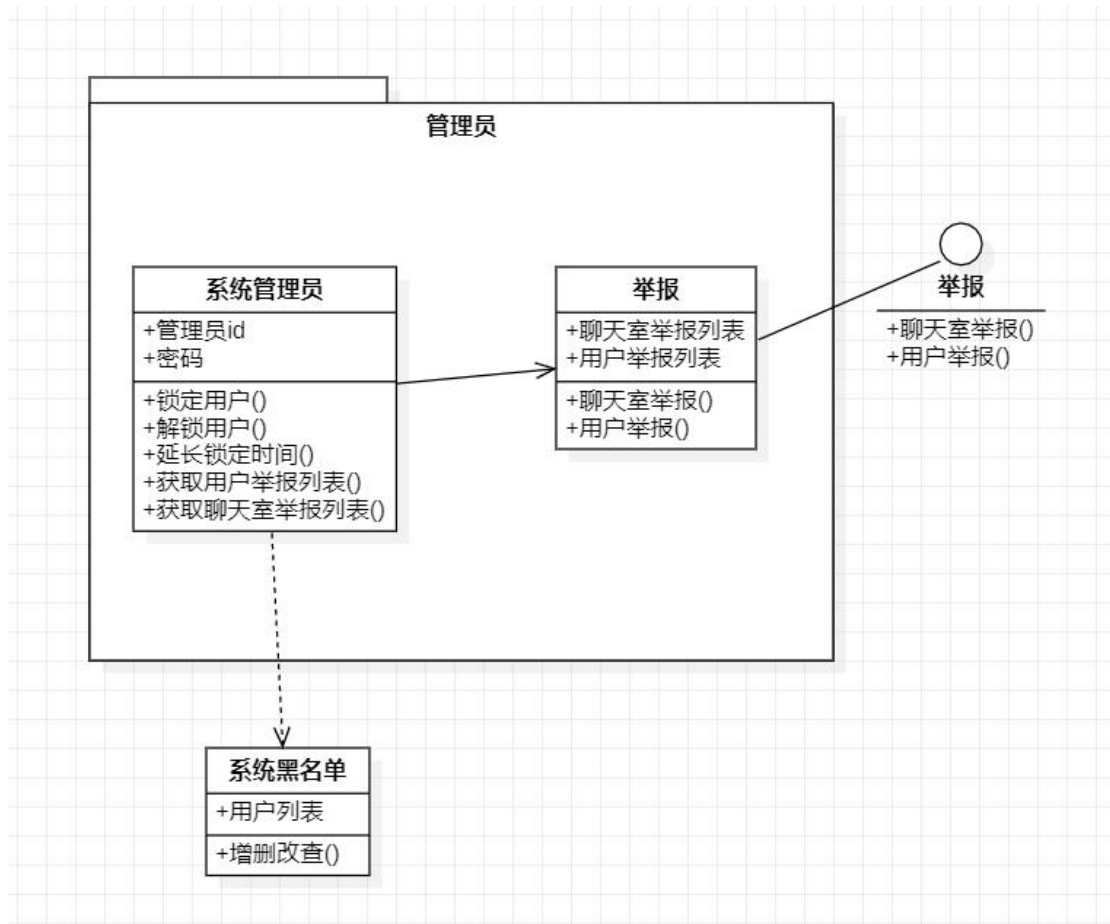 管理员
系统管理员
+管理员id
+密码
+锁定用户()
+解锁用户()
+延长锁定时间()
+获取用户举报列表()
+获取聊天室举报列表()
举报
+聊天室举报列表
+用户举报列表
+聊天室举报()
+用户举报()
举报
+聊天室举报()
+用户举报()
系统黑名单
+用户列表
+增删改查()